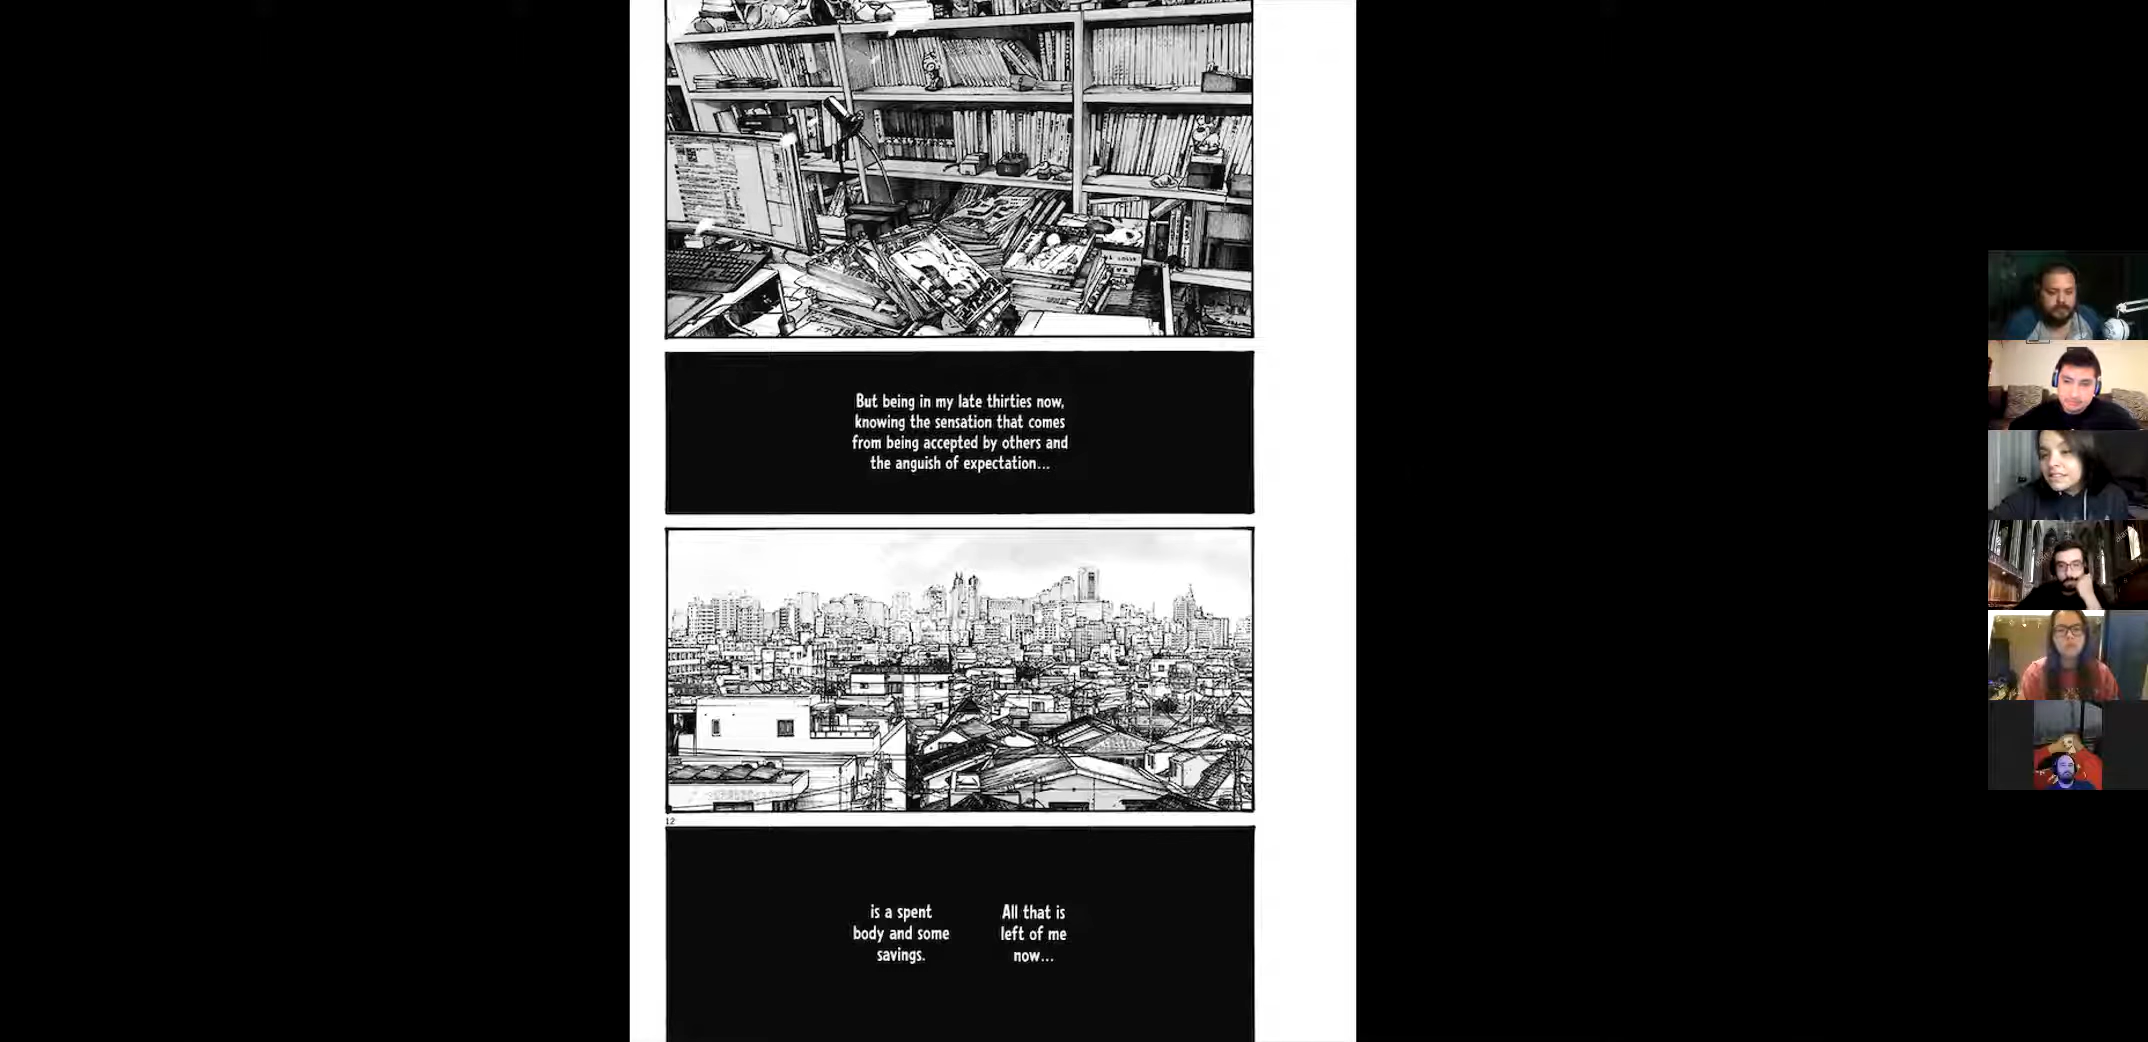 But being in my late thirties now,
knowing the sensation that comes
from being accepted by others and
the anguish of expectation...
12
All that is
left of me
now...
is a spent
body and some
savings.